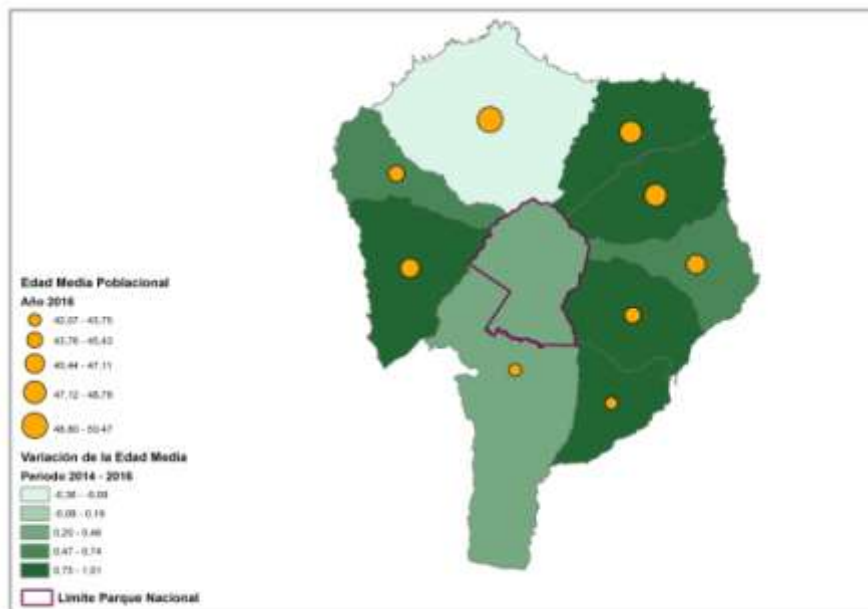 Edad Media Poblacional
Año 2016
42,07 - 43,75
43,76 - 45,43
45,44 - 47,11
47,12 - 48,79
48,80 - 50,47
Variación de la Edad Media
Periodo 2014 - 2016
-0,36 - -0,09
-0,08 - 0,19
0,20 - 0,46
0,47 - 0,74
0,75 - 1,01
Limite Parque Nacional